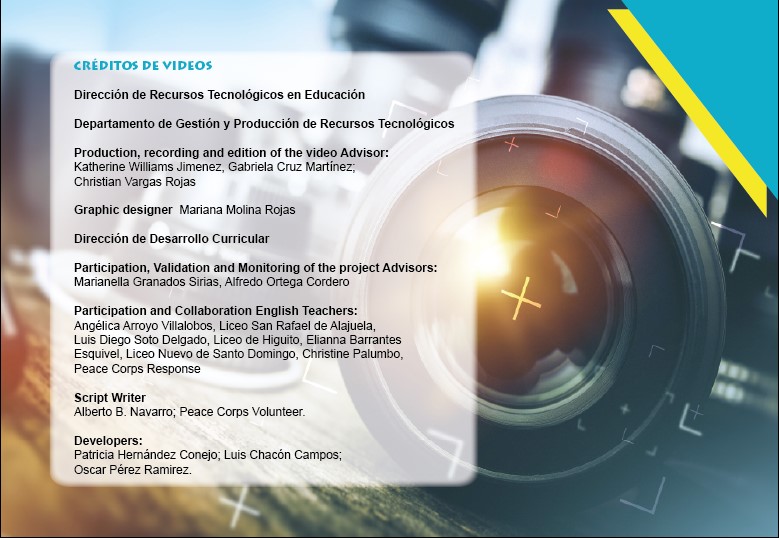 CRÉDITOS DE VIDEOS
Dirección de Recursos Tecnológicos en Educación
Departamento de Gestión y Producción de Recursos Tecnológicos
Production, recording and edition of the video Advisor:
Katherine Williams Jimenez, Gabriela Cruz Martínez;
Christian Vargas Rojas
Graphic designer Mariana Molina Rojas
Dirección de Desarrollo Curricular
Participation, Validation and Monitoring of the project Advisors:
Marianella Granados Sirias, Alfredo Ortega Cordero
Participation and Collaboration English Teachers:
Angélica Arroyo Villalobos, Liceo San Rafael de Alajuela,
Luis Diego Soto Delgado, Liceo de Higuito, Elianna Barrantes
Esquivel, Liceo Nuevo de Santo Domingo, Christine Palumbo,
Peace Corps Response
Script Writer
Alberto B. Navarro; Peace Corps Volunteer.
Developers:
Patricia Hernández Conejo; Luis Chacón Campos;
Oscar Pérez Ramirez.